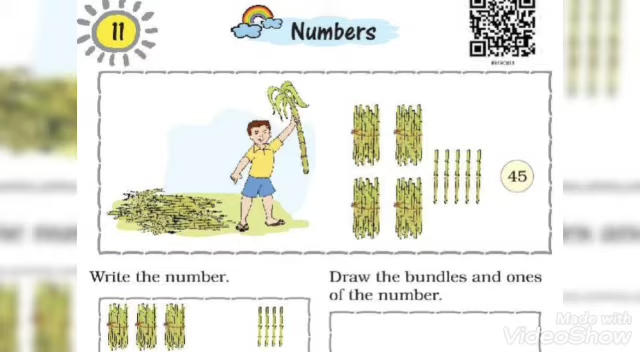 11
Numbers
45
Write the number.
Draw the bundles and ones
of the number.
Made with
VideoShow